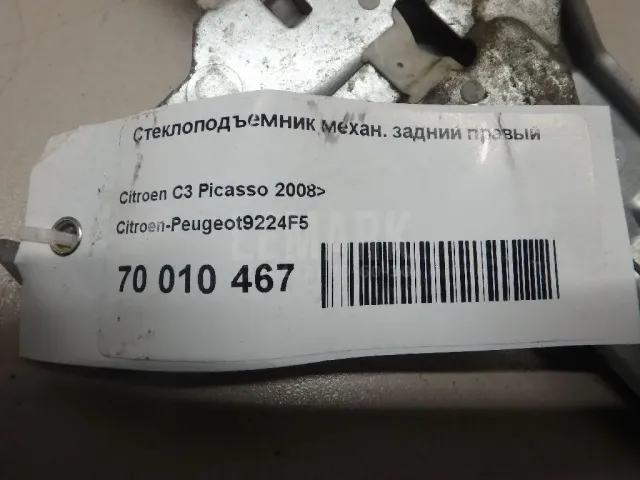 Стеклоподъемник механ. задний правый
Citroen C3 Picasso 2008>
Citroen-Peugeot9224F5
70 010 467